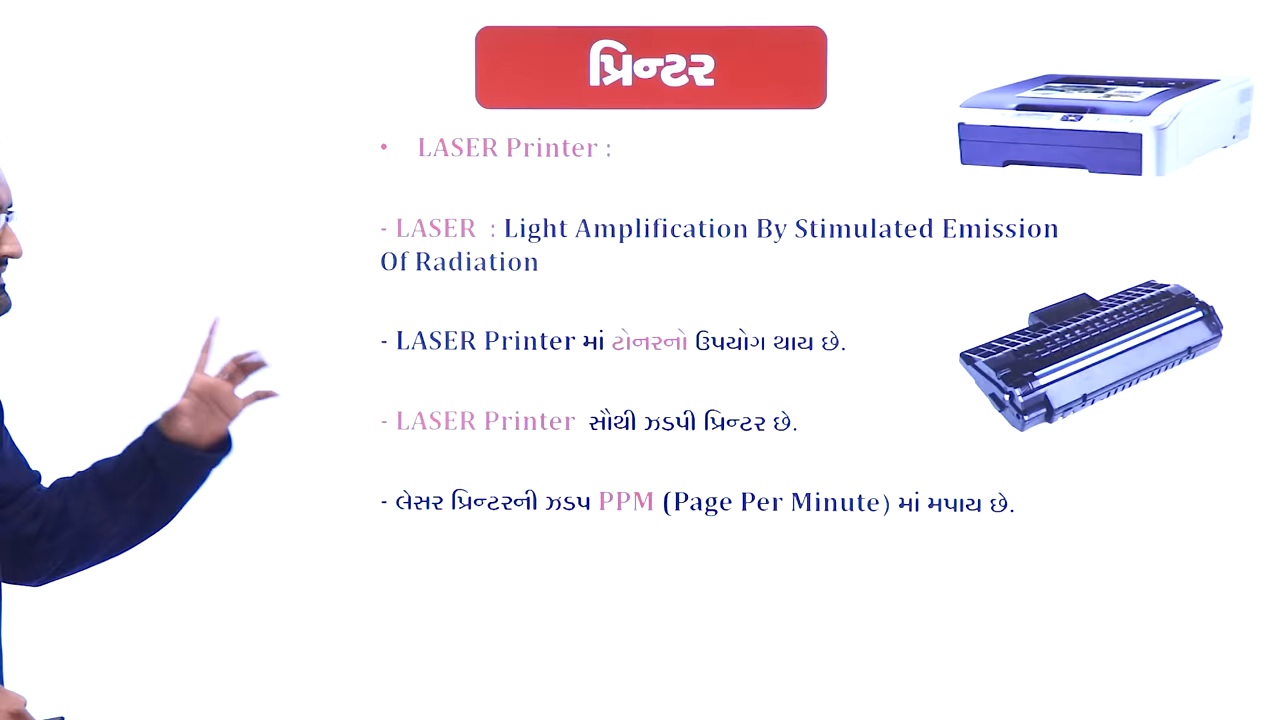 પ્રિન્ટર
• LASER Printer :
- LASER : Light Amplification By Stimulated Emission
Of Radiation
- LASER Printer માં ટોનરનો ઉપયોગ થાય છે.
- LASER Printer સૌથી ઝડપી પ્રિન્ટર છે.
- લેસર પ્રિન્ટરની ઝડપ PPM (Page Per Minute) માં મપાય છે.